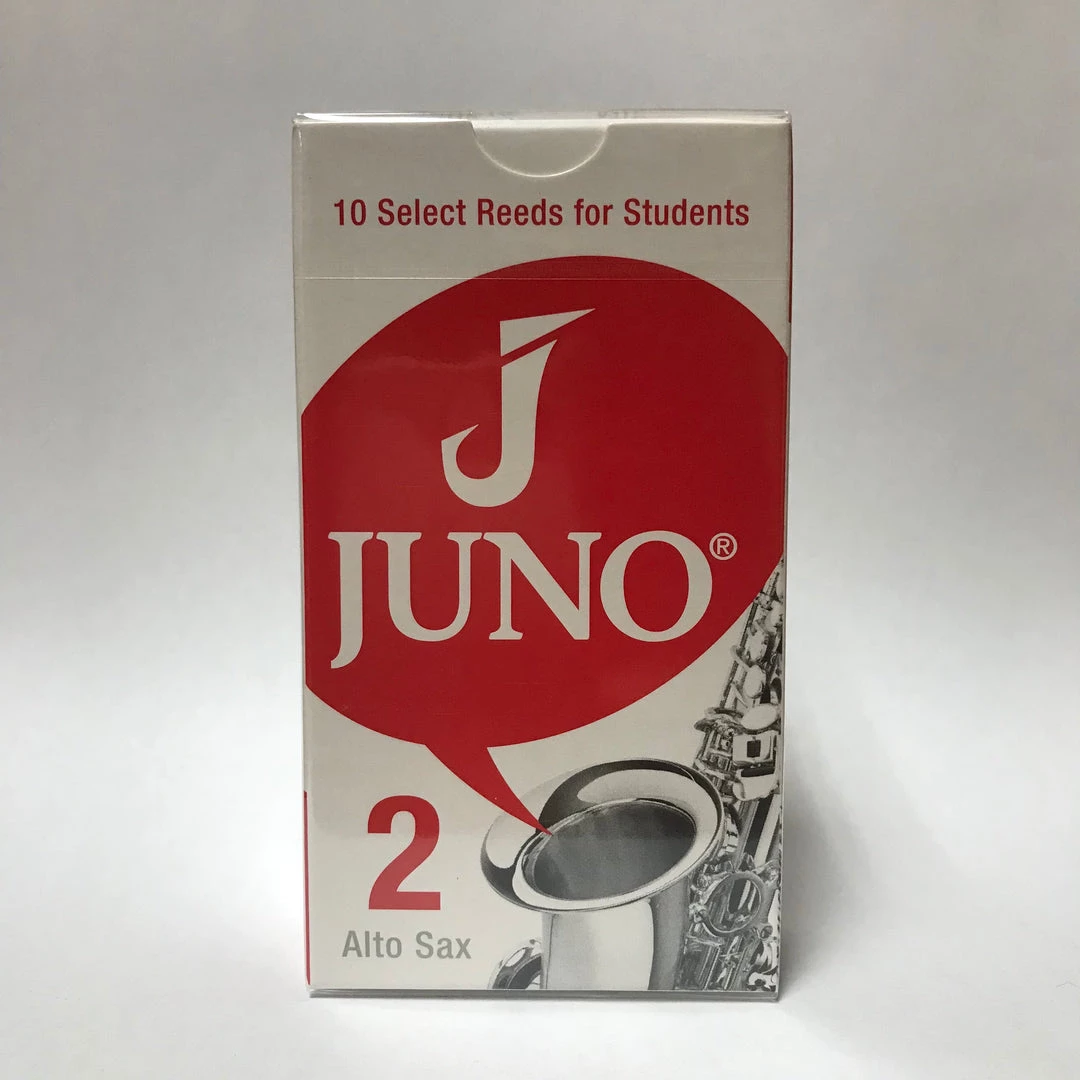 10 Select Reeds for Students
J
JUNO®
2
Alto Sax